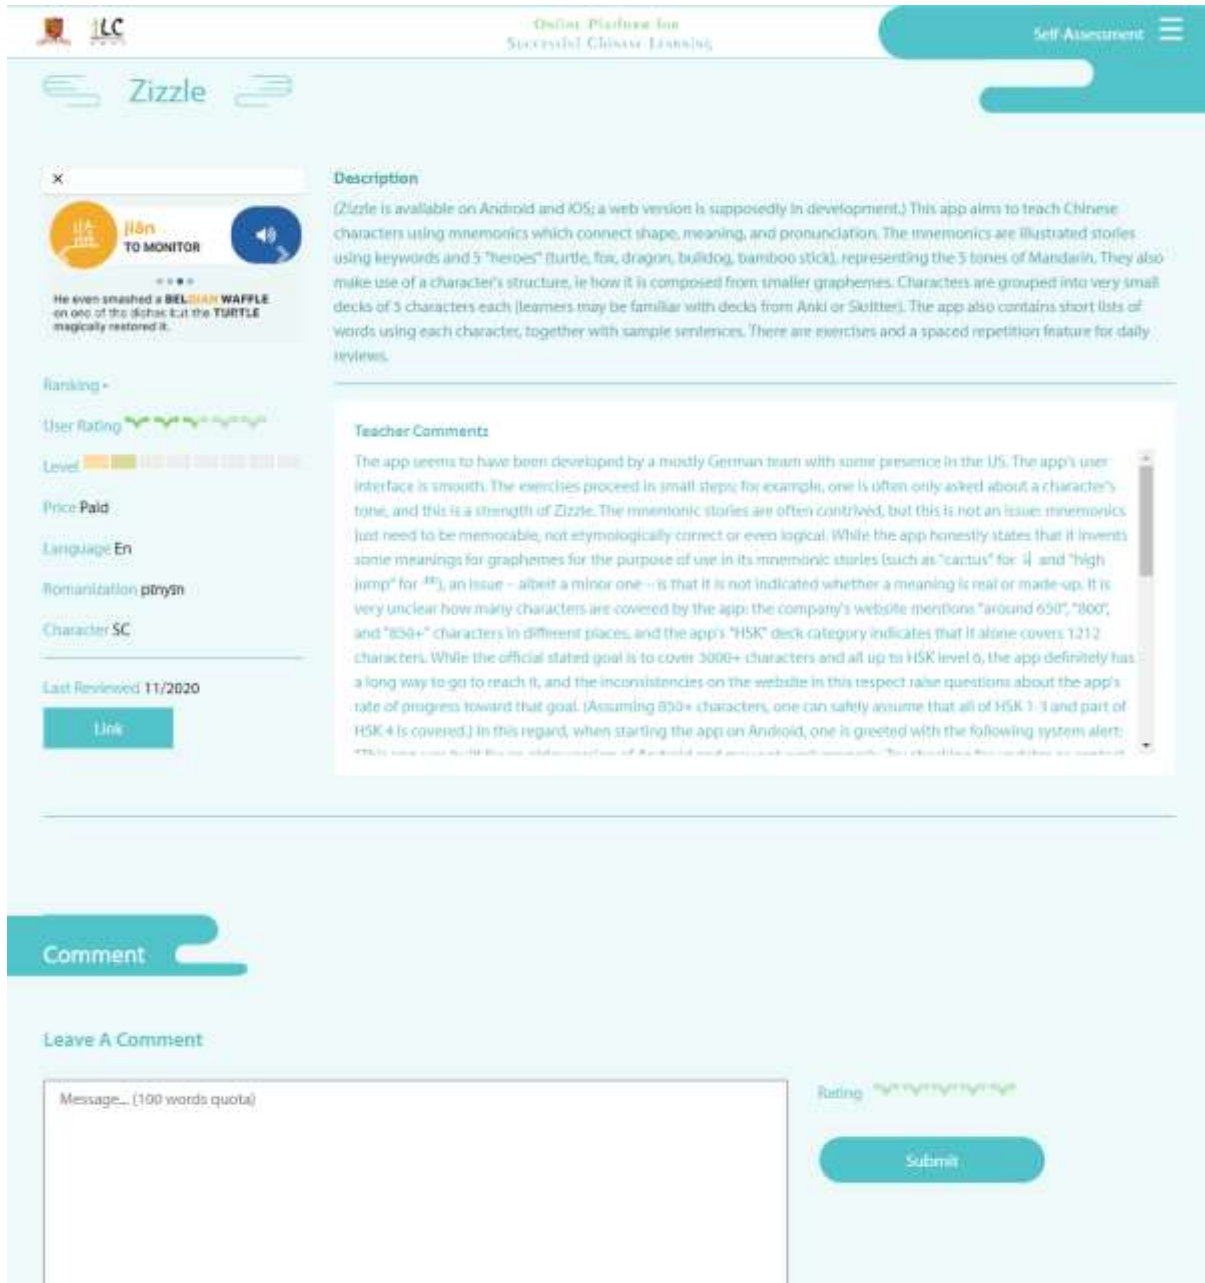 1LC
Online Platform for
Successful Chinese Learning
Self-Assessment
Zizzle
×
jiān
TO MONITOR
He even smashed a BELGIAN WAFFLE
on one of the dishes but the TURTLE
magically restored it.
Ranking -
User Rating
Level
Price Paid
Language En
Romanization pīnyīn
Character SC
Last Reviewed 11/2020
Link
Description
(Zizzle is available on Android and iOS; a web version is supposedly in development.) This app aims to teach Chinese
characters using mnemonics which connect shape, meaning, and pronunciation. The mnemonics are illustrated stories
using keywords and 5 "heroes" (turtle, fox, dragon, bulldog, bamboo stick), representing the 5 tones of Mandarin. They also
make use of a character's structure, ie how it is composed from smaller graphemes. Characters are grouped into very small
decks of 5 characters each (learners may be familiar with decks from Anki or Skritter). The app also contains short lists of
words using each character, together with sample sentences. There are exercises and a spaced repetition feature for daily
reviews.
Teacher Comments
The app seems to have been developed by a mostly German team with some presence in the US. The app's user
interface is smooth. The exercises proceed in small steps; for example, one is often only asked about a character's
tone, and this is a strength of Zizzle. The mnemonic stories are often contrived, but this is not an issue: mnemonics
just need to be memorable, not etymologically correct or even logical. While the app honestly states that it invents
some meanings for graphemes for the purpose of use in its mnemonic stories (such as "cactus" for and "high
jump" for ), an issue – albeit a minor one – is that it is not indicated whether a meaning is real or made-up. It is
very unclear how many characters are covered by the app: the company's website mentions "around 650", "800",
and "850+" characters in different places, and the app's "HSK" deck category indicates that it alone covers 1212
characters. While the official stated goal is to cover 3000+ characters and all up to HSK level 6, the app definitely has
a long way to go to reach it, and the inconsistencies on the website in this respect raise questions about the app's
rate of progress toward that goal. (Assuming 850+ characters, one can safely assume that all of HSK 1-3 and part of
HSK 4 is covered.) In this regard, when starting the app on Android, one is greeted with the following system alert:
Comment
Leave A Comment
Message... (100 words quota)
Rating
Submit